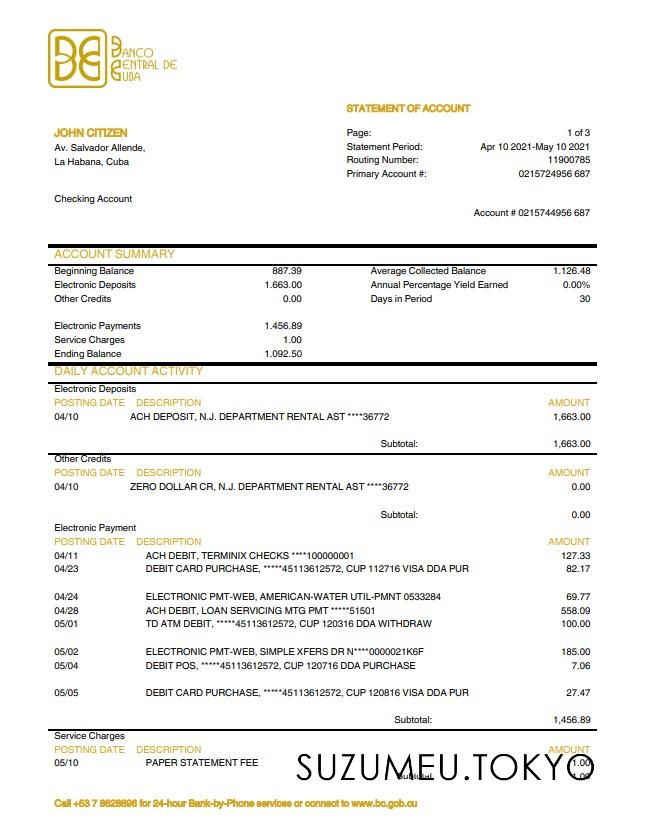 BANCO
CENTRAL DE
CUBA
STATEMENT OF ACCOUNT
JOHN CITIZEN
Av. Salvador Allende,
La Habana, Cuba
Page: 1 of 3
Statement Period: Apr 10 2021-May 10 2021
Routing Number: 11900785
Primary Account #: 0215724956 687
Checking Account
Account # 0215744956 687
ACCOUNT SUMMARY
Beginning Balance 887.39 Average Collected Balance 1.126.48
Electronic Deposits 1.663.00 Annual Percentage Yield Earned 0.00%
Other Credits 0.00 Days in Period 30
Electronic Payments 1.456.89
Service Charges 1.00
Ending Balance 1.092.50
DAILY ACCOUNT ACTIVITY
Electronic Deposits
POSTING DATE DESCRIPTION AMOUNT
04/10 ACH DEPOSIT, N.J. DEPARTMENT RENTAL AST ****36772 1,663.00
Subtotal: 1,663.00
Other Credits
POSTING DATE DESCRIPTION AMOUNT
04/10 ZERO DOLLAR CR, N.J. DEPARTMENT RENTAL AST ****36772 0.00
Subtotal: 0.00
Electronic Payment
POSTING DATE DESCRIPTION AMOUNT
04/11 ACH DEBIT, TERMINIX CHECKS ****100000001 127.33
04/23 DEBIT CARD PURCHASE, *****45113612572, CUP 112716 VISA DDA PUR 82.17
04/24 ELECTRONIC PMT-WEB, AMERICAN-WATER UTIL-PMNT 0533284 69.77
04/28 ACH DEBIT, LOAN SERVICING MTG PMT *****51501 558.09
05/01 TD ATM DEBIT, *****45113612572, CUP 120316 DDA WITHDRAW 100.00
05/02 ELECTRONIC PMT-WEB, SIMPLE XFERS DR N****0000021K6F 185.00
05/04 DEBIT POS, *****45113612572, CUP 120716 DDA PURCHASE 7.06
05/05 DEBIT CARD PURCHASE, *****45113612572, CUP 120816 VISA DDA PUR 27.47
Subtotal: 1,456.89
Service Charges
POSTING DATE DESCRIPTION AMOUNT
05/10 PAPER STATEMENT FEE 1.00
Subtotal: 1.00
SUZUMEU.TOKYO
Call +53 7 8628896 for 24-hour Bank-by-Phone services or connect to www.bc.gob.cu